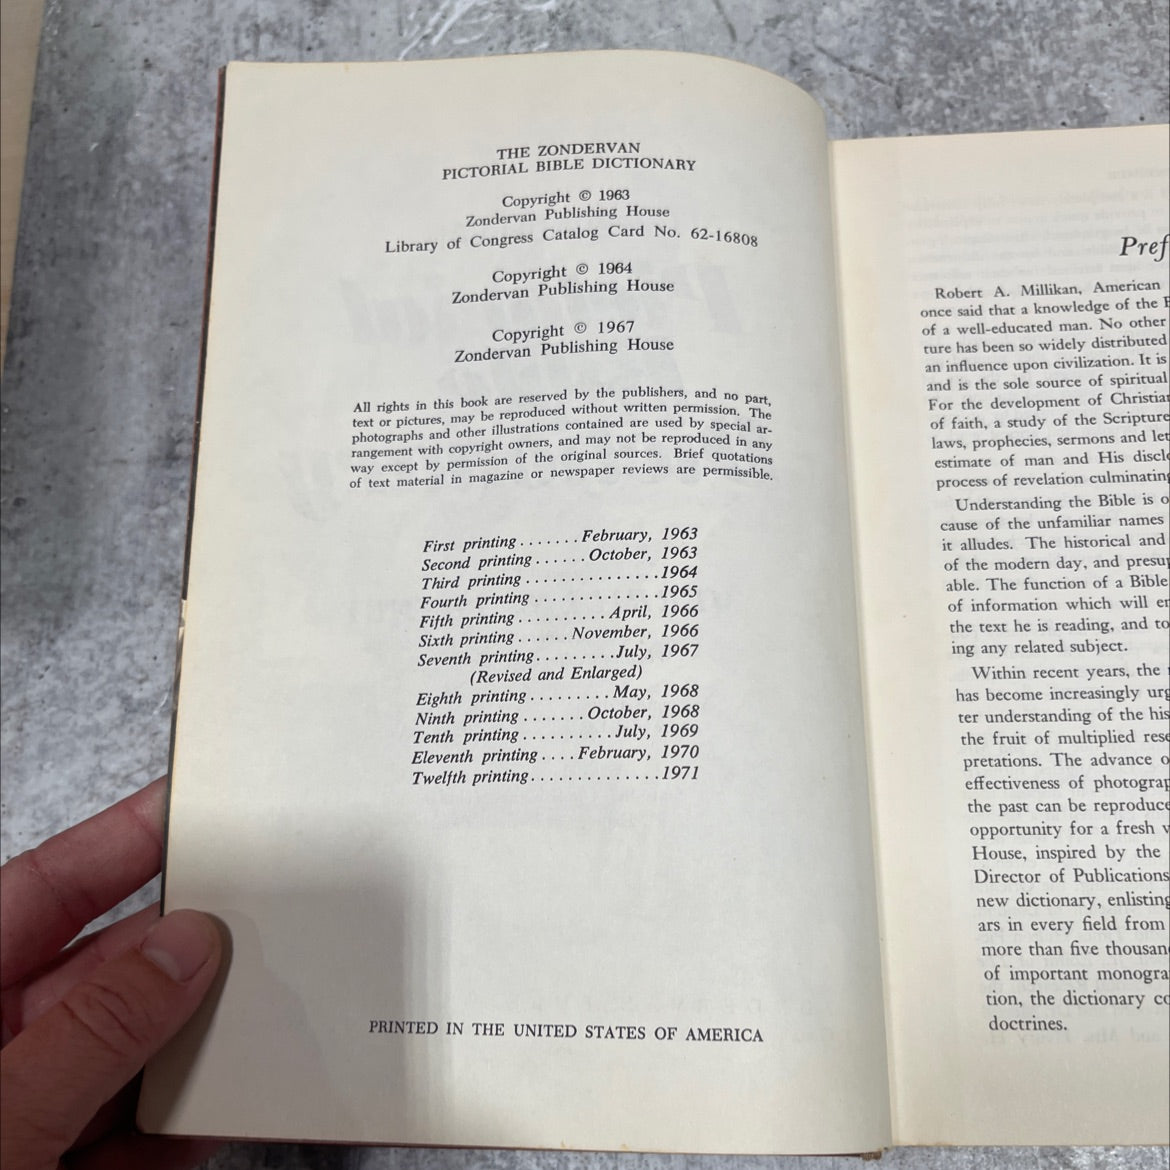 THE ZONDERVAN
PICTORIAL BIBLE DICTIONARY
Copyright © 1963
Zondervan Publishing House
Library of Congress Catalog Card No. 62-16808
Copyright © 1964
Zondervan Publishing House
Copyright © 1967
Zondervan Publishing House
All rights in this book are reserved by the publishers, and no part,
text or pictures, may be reproduced without written permission. The
photographs and other illustrations contained are used by special ar-
rangement with copyright owners, and may not be reproduced in any
way except by permission of the original sources. Brief quotations
of text material in magazine or newspaper reviews are permissible.
First printing.......February, 1963
Second printing......October, 1963
Third printing...............1964
Fourth printing..............1965
Fifth printing..........April, 1966
Sixth printing......November, 1966
Seventh printing.........July, 1967
(Revised and Enlarged)
Eighth printing.........May, 1968
Ninth printing.......October, 1968
Tenth printing..........July, 1969
Eleventh printing....February, 1970
Twelfth printing..............1971
PRINTED IN THE UNITED STATES OF AMERICA
Pref
Robert A. Millikan, American
once said that a knowledge of the
of a well-educated man. No other
ture has been so widely distributed
an influence upon civilization. It is
and is the sole source of spiritual
For the development of Christian
of faith, a study of the Scripture
laws, prophecies, sermons and let
estimate of man and His disclo
process of revelation culminating
Understanding the Bible is o
cause of the unfamiliar names
it alludes. The historical and
of the modern day, and presup
able. The function of a Bible
of information which will en
the text he is reading, and to
ing any related subject.
Within recent years, the
has become increasingly urg
ter understanding of the his
the fruit of multiplied rese
pretations. The advance o
effectiveness of photograp
the past can be reproduce
opportunity for a fresh v
House, inspired by the
Director of Publications
new dictionary, enlisting
ars in every field from
more than five thousand
of important monogra
tion, the dictionary co
doctrines.